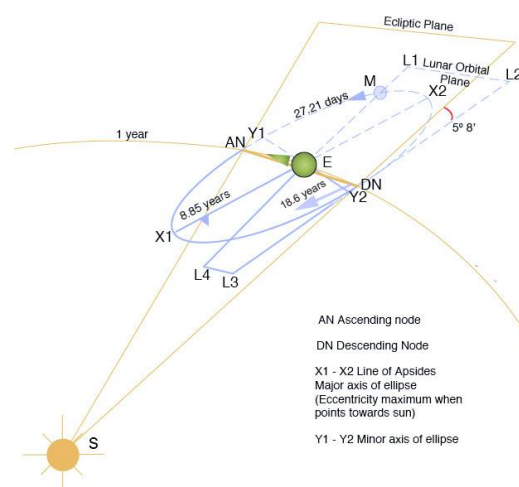 Ecliptic Plane
L1
Lunar Orbital
Plane
L2
M
X2
27.21 days
5º 8'
Y1
AN
1 year
E
DN
Y2
18.6 years
8.85 years
X1
L4
L3
S
AN Ascending node
DN Descending Node
X1 - X2 Line of Apsides
Major axis of ellipse
(Eccentricity maximum when
points towards sun)
Y1 - Y2 Minor axis of ellipse